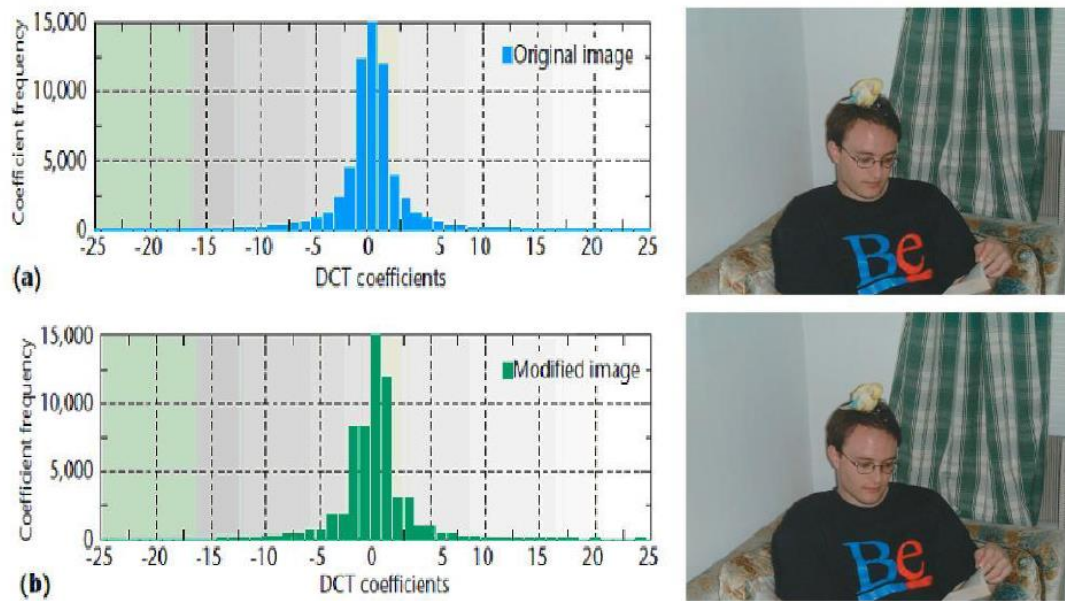 15,000
10,000
5,000
0
Coefficient frequency
Original image
-25 -20 -15 -10 -5 0 5 10 15 20 25
DCT coefficients
(a)
Be
15,000
10,000
5,000
0
Coefficient frequency
Modified image
-25 -20 -15 -10 -5 0 5 10 15 20 25
DCT coefficients
(b)
Be